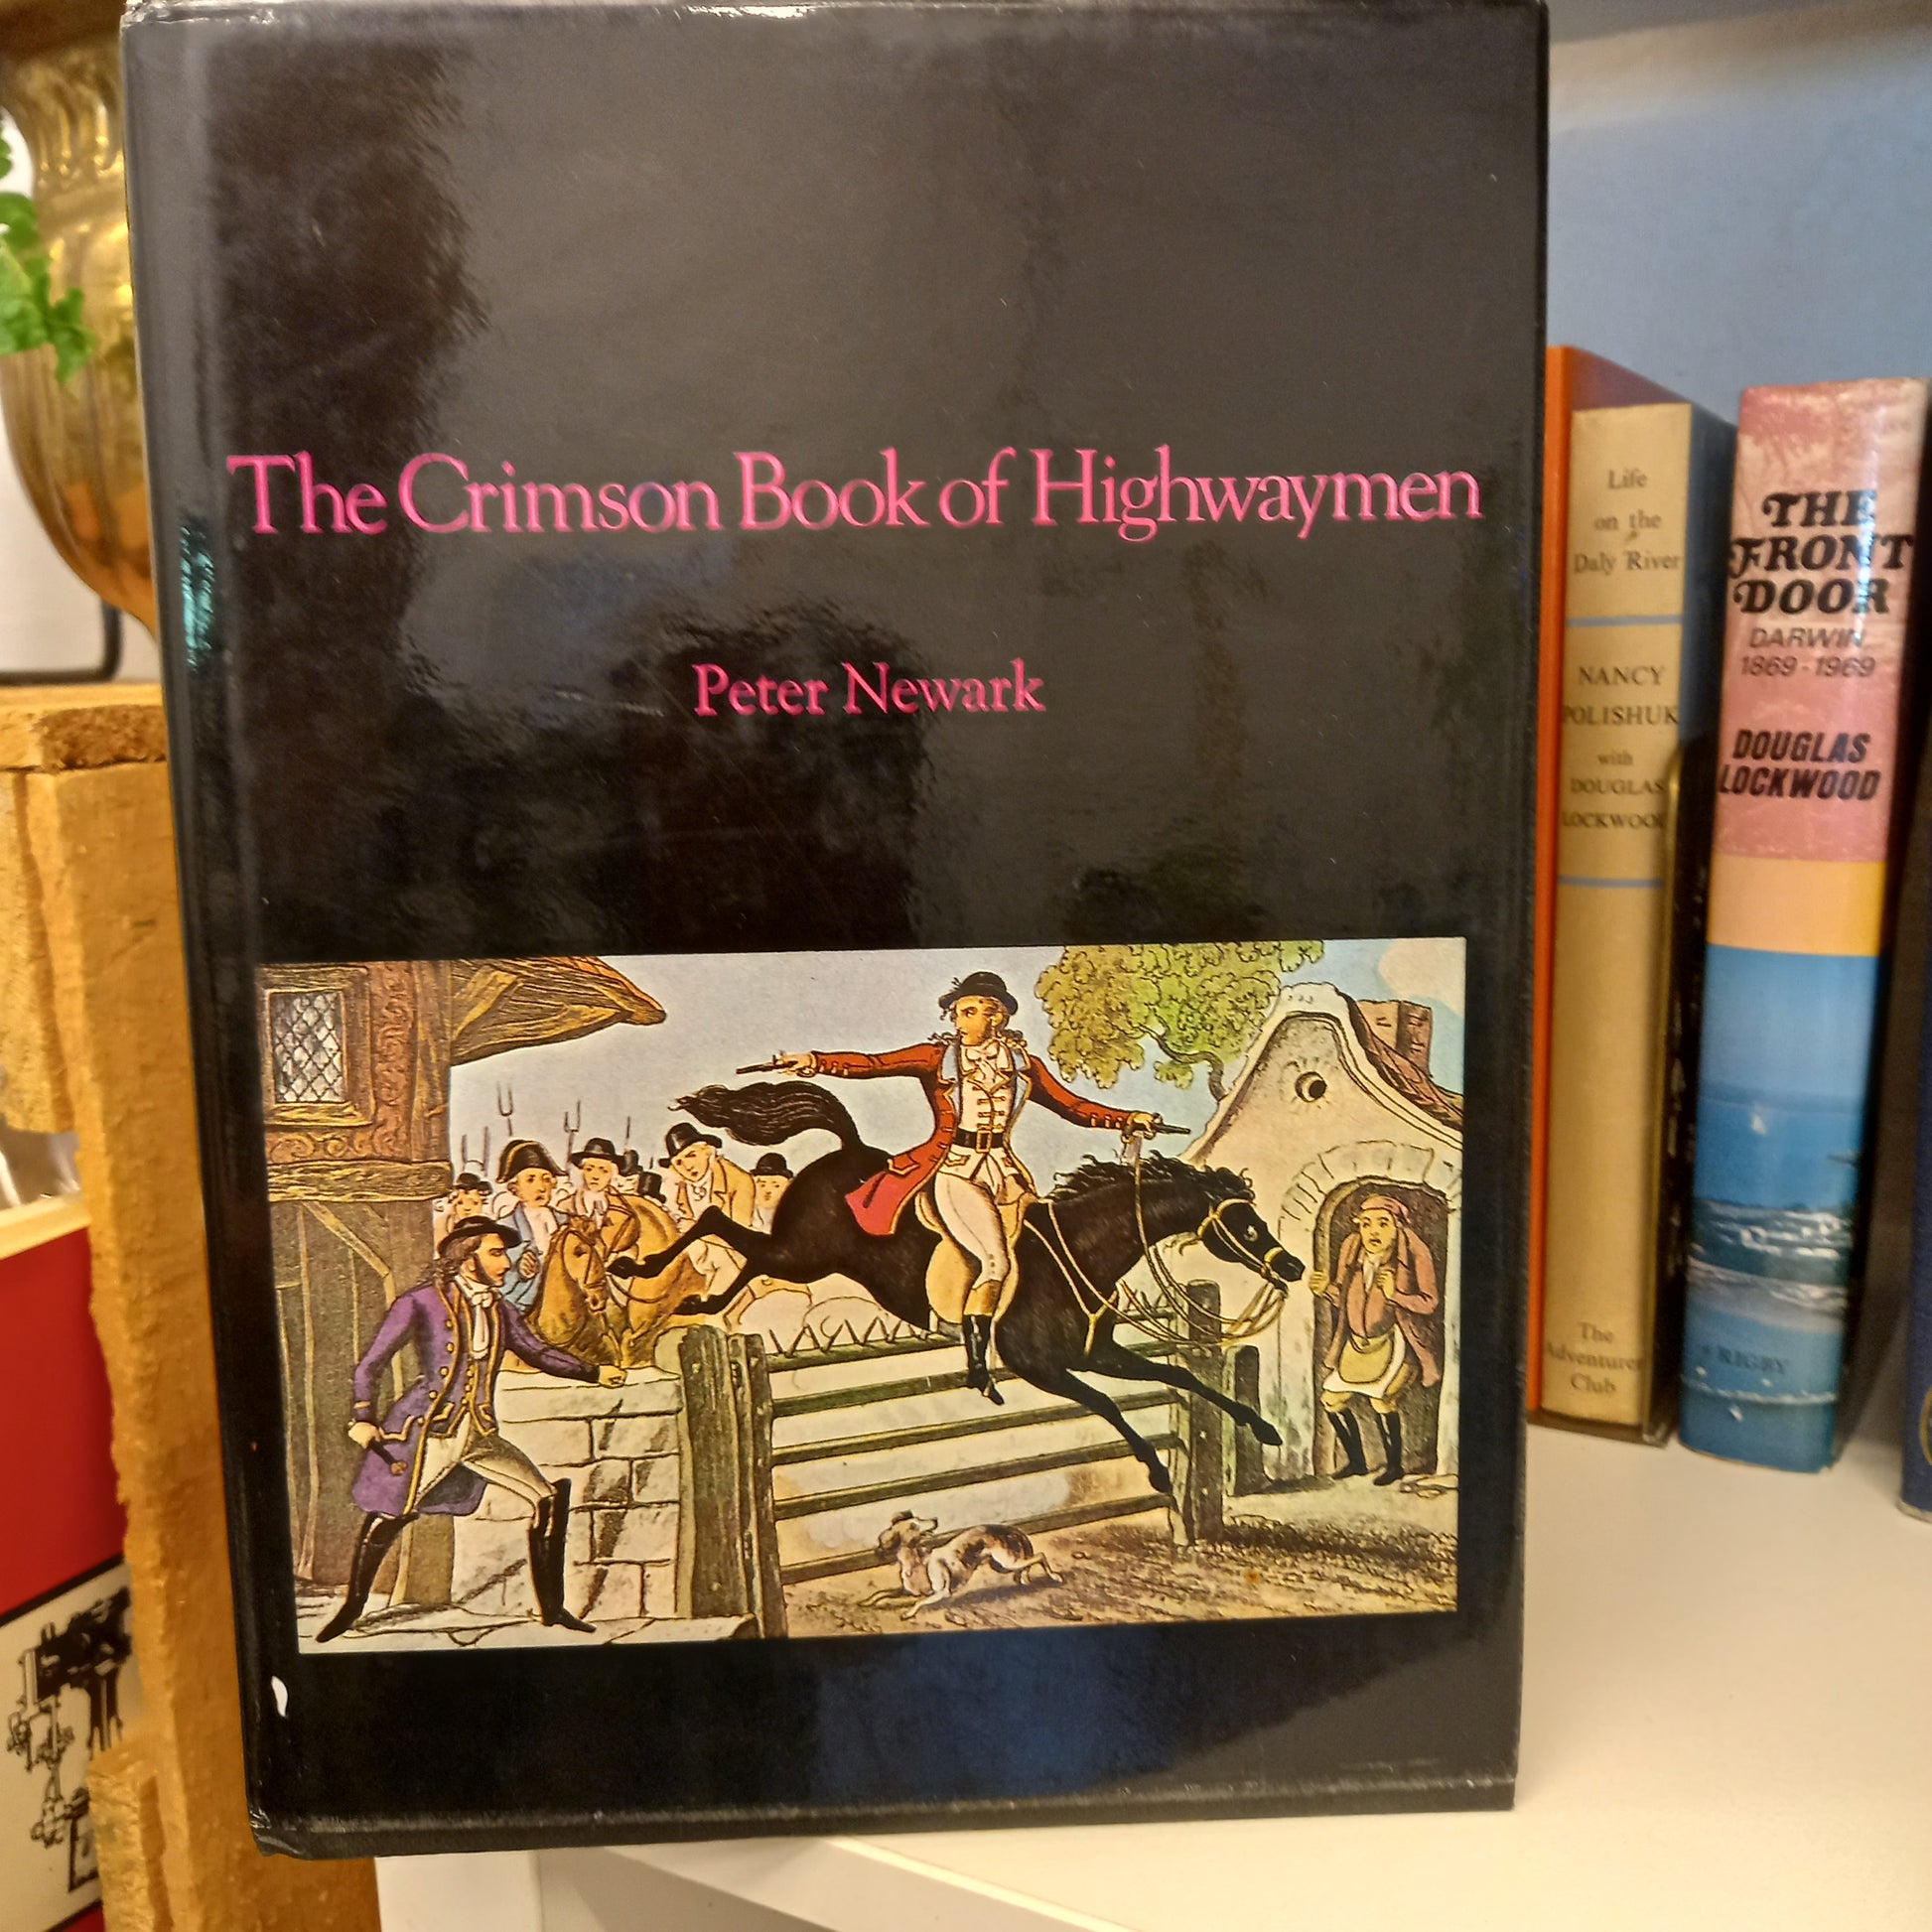 The Crimson Book of Highwaymen
Peter Newark
Life
on the
Daly River
NANCY
POLISHUK
with
DOUGLAS
LOCKWOOD
The
Adventurers
Club
THE
FRONT
DOOR
DARWIN
1869-1969
DOUGLAS
LOCKWOOD
RIGBY